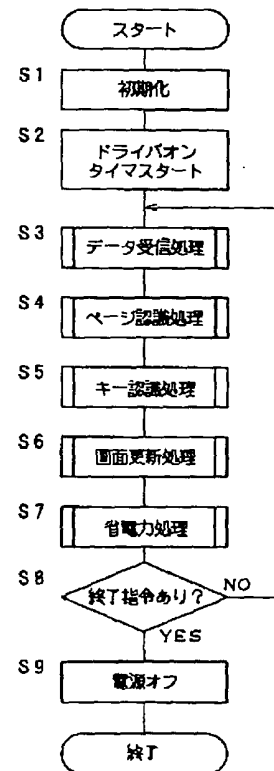 スタート
S1
初期化
S2
ドライバオン
タイマスタート
S3
データ受信処理
S4
ページ認識処理
S5
キー認識処理
S6
画面更新処理
S7
省電力処理
S8
終了指令あり?
NO
YES
S9
電源オフ
終了